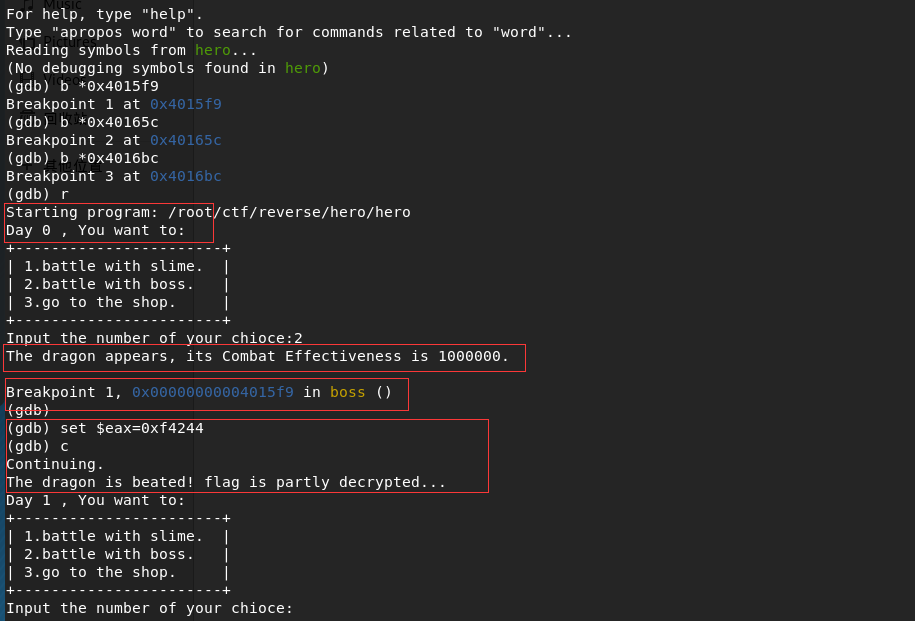 Music
For help, type "help".
Type "apropos word" to search for commands related to "word"...
Reading symbols from hero...
(No debugging symbols found in hero)
(gdb) b *0x4015f9
Breakpoint 1 at 0x4015f9
(gdb) b *0x40165c
Breakpoint 2 at 0x40165c
(gdb) b *0x4016bc
Breakpoint 3 at 0x4016bc
(gdb) r
Starting program: /root/ctf/reverse/hero/hero
Day 0 , You want to:
+----------------------+
| 1.battle with slime.  |
| 2.battle with boss.   |
| 3.go to the shop.     |
+----------------------+
Input the number of your chioce:2
The dragon appears, its Combat Effectiveness is 1000000.
Breakpoint 1, 0x00000000004015f9 in boss ()
(gdb)
(gdb) set $eax=0xf4244
(gdb) c
Continuing.
The dragon is beated! flag is partly decrypted...
Day 1 , You want to:
+----------------------+
| 1.battle with slime.  |
| 2.battle with boss.   |
| 3.go to the shop.     |
+----------------------+
Input the number of your chioce: